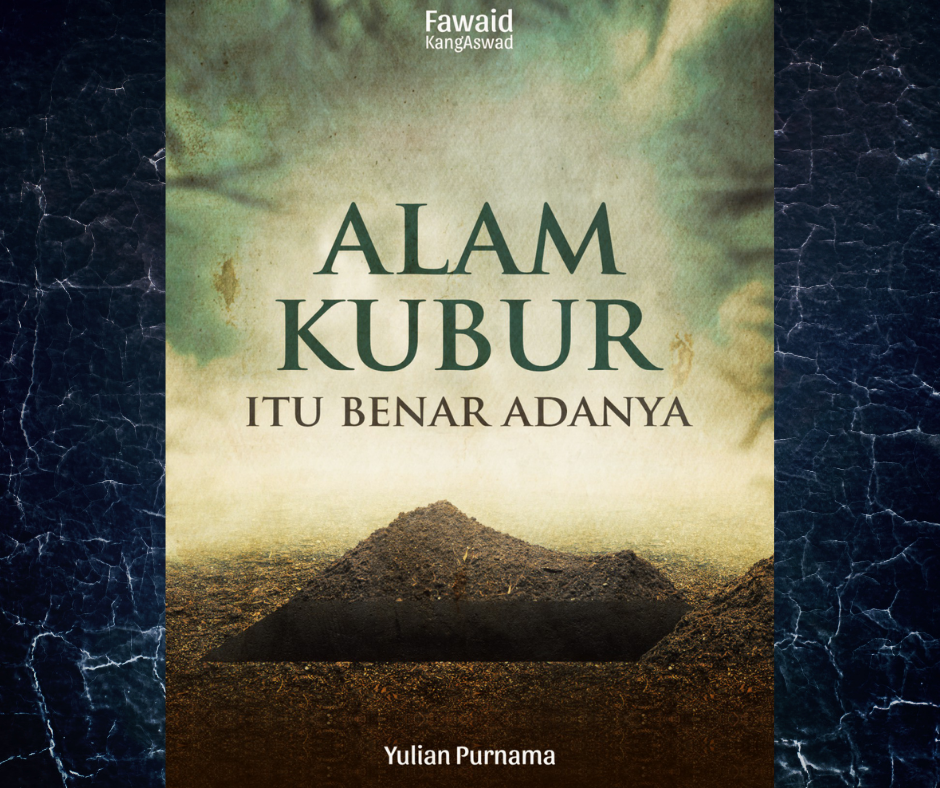 Fawaid
KangAswad
ALAM
KUBUR
ITU BENAR ADANYA
Yulian Purnama